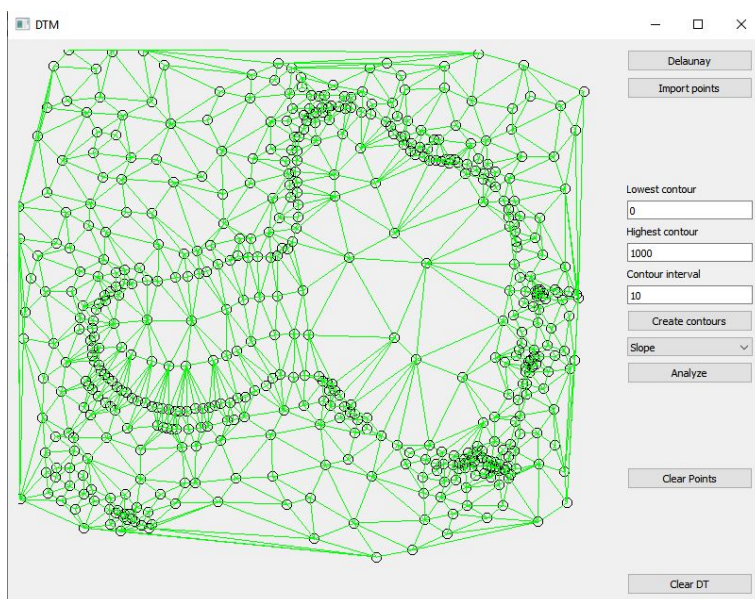 DTM
Delaunay
Import points
Lowest contour
0
Highest contour
1000
Contour interval
10
Create contours
Slope
Analyze
Clear Points
Clear DT